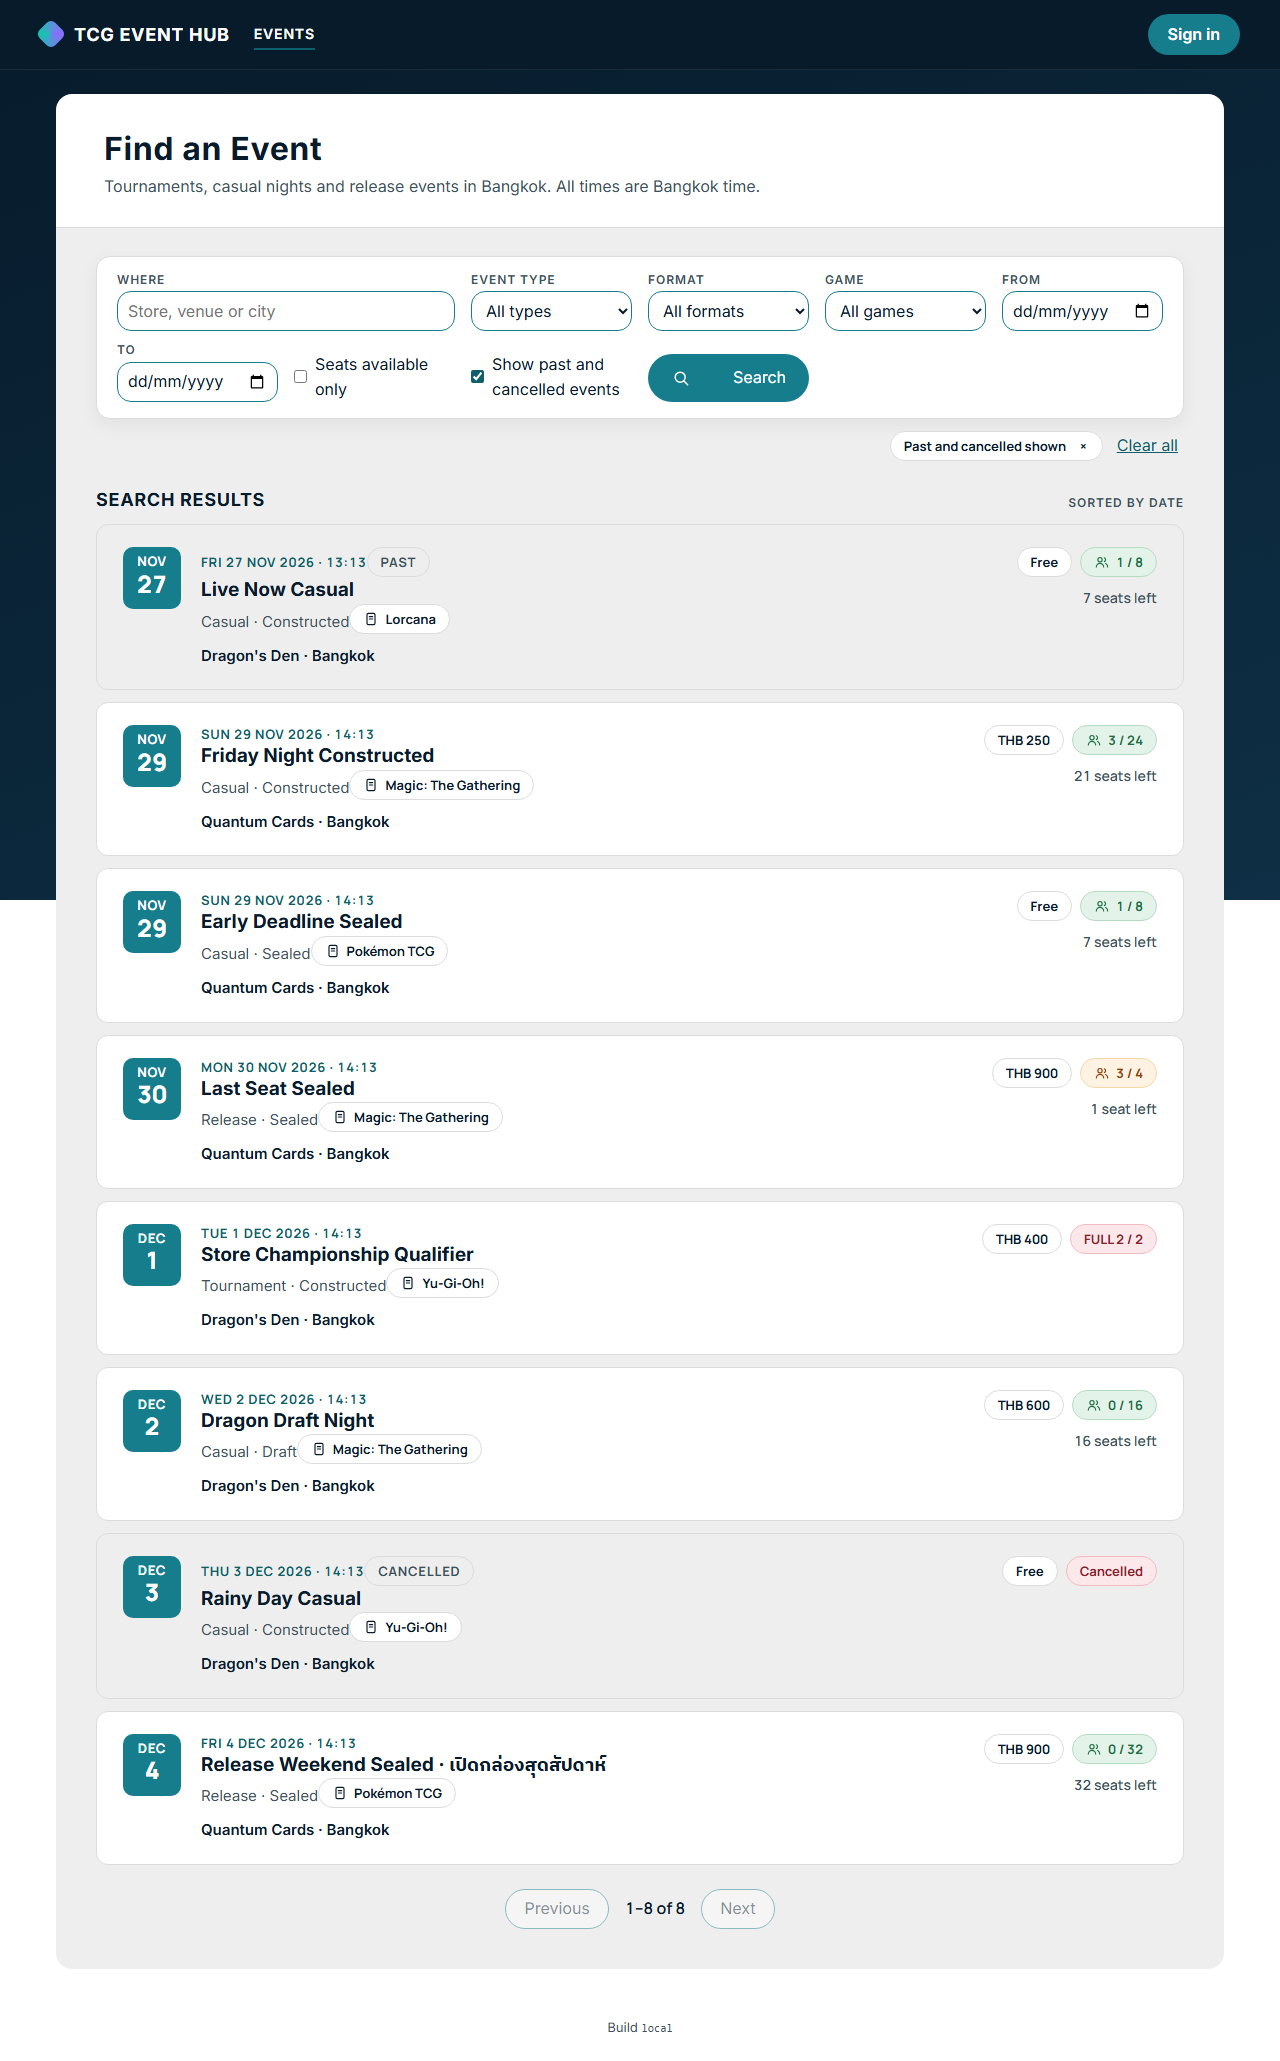 TCG EVENT HUB
EVENTS
Sign in
Find an Event
Tournaments, casual nights and release events in Bangkok. All times are Bangkok time.
WHERE
Store, venue or city
EVENT TYPE
All types
FORMAT
All formats
GAME
All games
FROM
dd/mm/yyyy
TO
dd/mm/yyyy
Seats available
only
Show past and
cancelled events
Search
Past and cancelled shown ×
Clear all
SEARCH RESULTS
SORTED BY DATE
NOV
27
FRI 27 NOV 2026 · 13:13
PAST
Live Now Casual
Casual · Constructed
Lorcana
Dragon's Den · Bangkok
Free
1 / 8
7 seats left
NOV
29
SUN 29 NOV 2026 · 14:13
Friday Night Constructed
Casual · Constructed
Magic: The Gathering
Quantum Cards · Bangkok
THB 250
3 / 24
21 seats left
NOV
29
SUN 29 NOV 2026 · 14:13
Early Deadline Sealed
Casual · Sealed
Pokémon TCG
Quantum Cards · Bangkok
Free
1 / 8
7 seats left
NOV
30
MON 30 NOV 2026 · 14:13
Last Seat Sealed
Release · Sealed
Magic: The Gathering
Quantum Cards · Bangkok
THB 900
3 / 4
1 seat left
DEC
1
TUE 1 DEC 2026 · 14:13
Store Championship Qualifier
Tournament · Constructed
Yu-Gi-Oh!
Dragon's Den · Bangkok
THB 400
FULL 2 / 2
DEC
2
WED 2 DEC 2026 · 14:13
Dragon Draft Night
Casual · Draft
Magic: The Gathering
Dragon's Den · Bangkok
THB 600
0 / 16
16 seats left
DEC
3
THU 3 DEC 2026 · 14:13
CANCELLED
Rainy Day Casual
Casual · Constructed
Yu-Gi-Oh!
Dragon's Den · Bangkok
Free
Cancelled
DEC
4
FRI 4 DEC 2026 · 14:13
Release Weekend Sealed · เปิดกล่องสุดสัปดาห์
Release · Sealed
Pokémon TCG
Quantum Cards · Bangkok
THB 900
0 / 32
32 seats left
Previous
1–8 of 8
Next
Build local